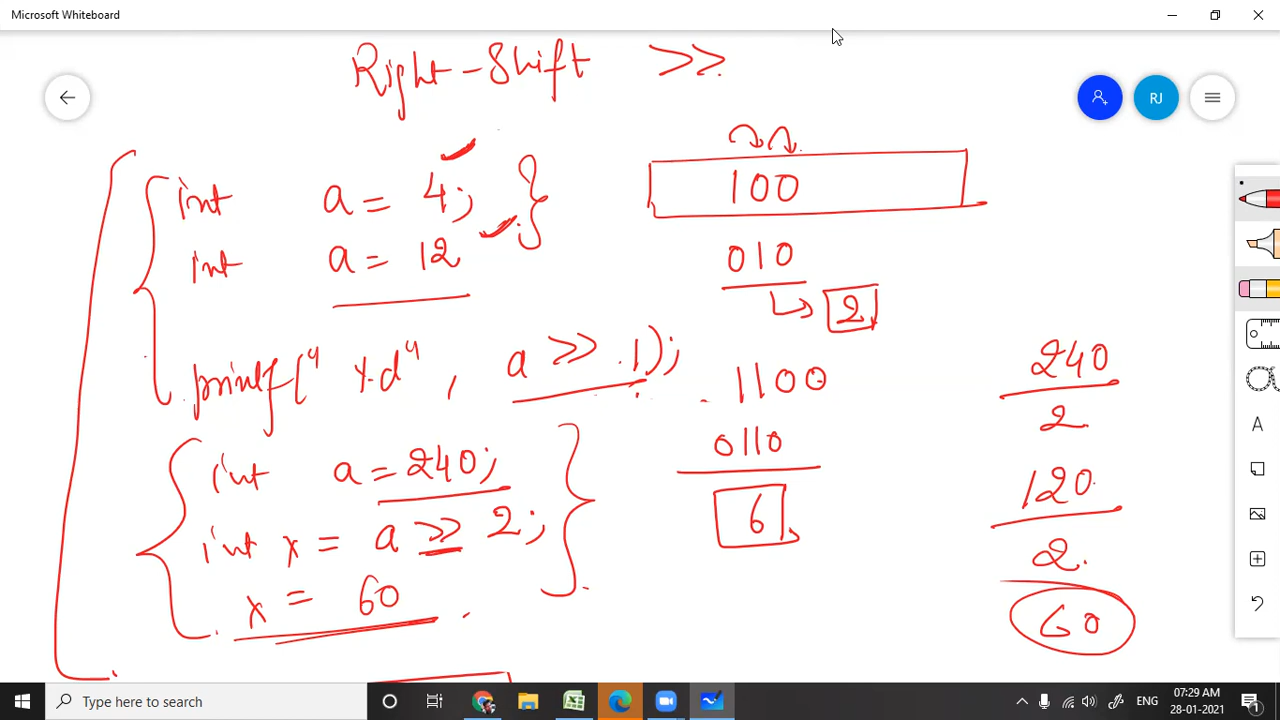 Microsoft Whiteboard
Right-Shift >>
int a = 4;
int a = 12
printf("%d", a >> 1);
int a = 240;
int x = a >> 2;
x = 60
100
010
2
1100
0110
6
240
2
120
2
60
RJ
A
Type here to search
ENG
07:29 AM
28-01-2021
1